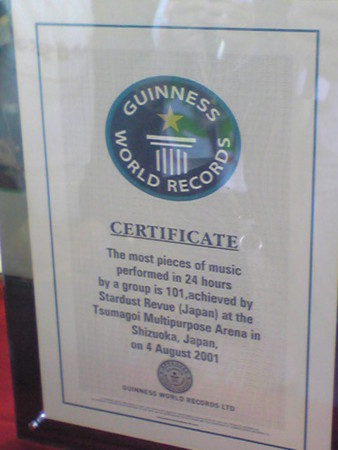 GUINNESS
WORLD RECORDS
CERTIFICATE
The most pieces of music
performed in 24 hours
by a group is 101,achieved by
Stardust Revue (Japan) at the
Tsumagoi Multipurpose Arena in
Shizuoka, Japan,
on 4 August 2001
GUINNESS WORLD RECORDS LTD